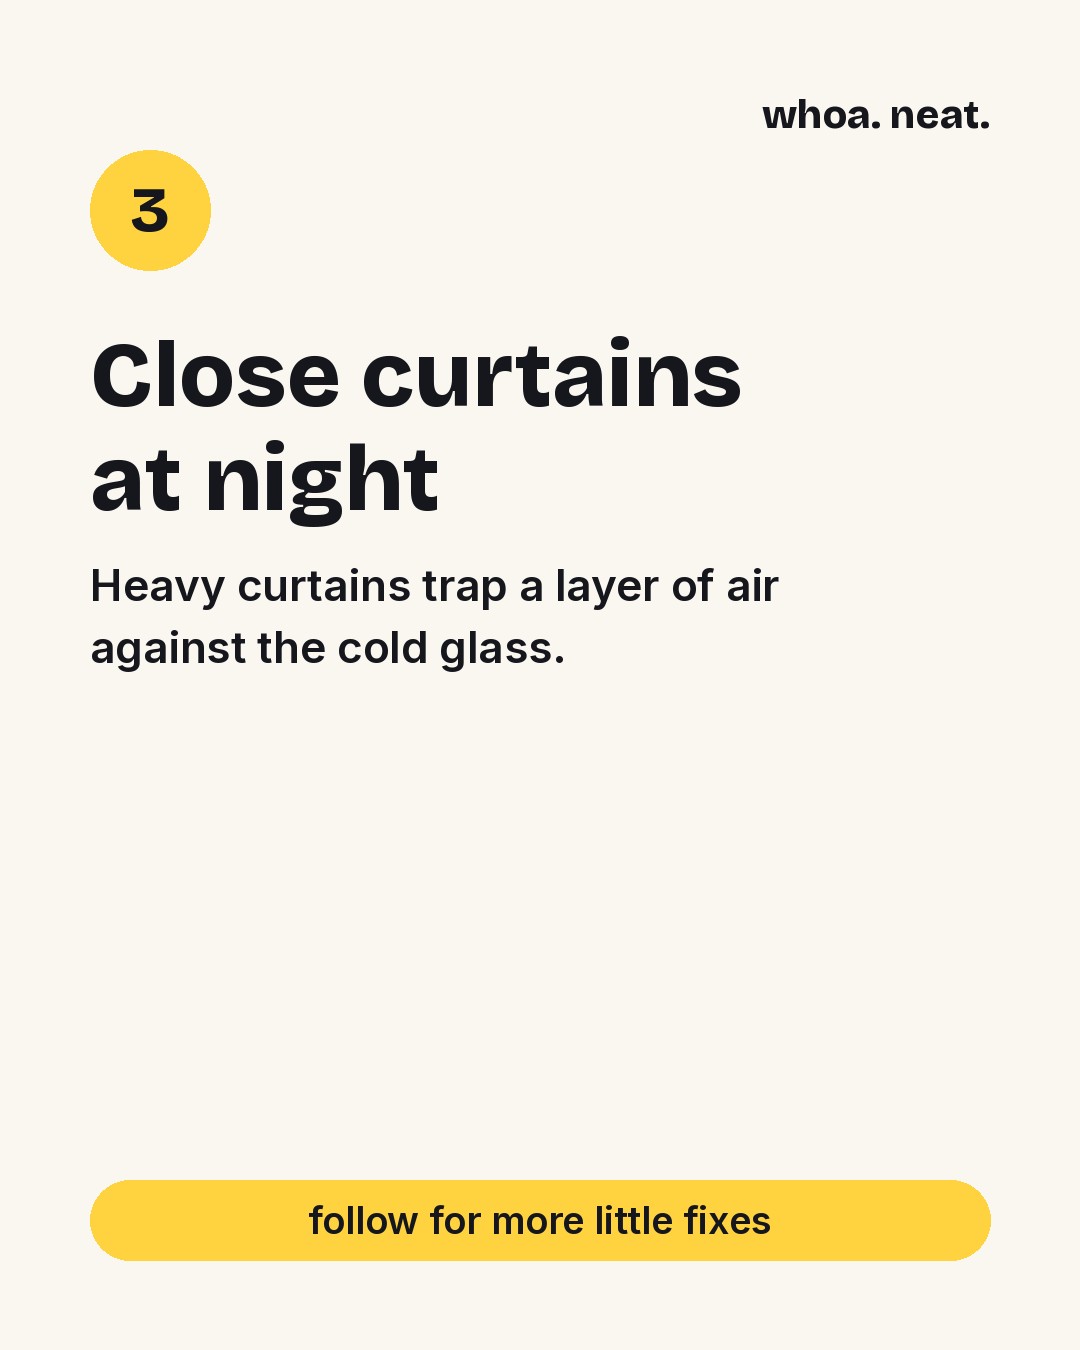 whoa. neat.
3
Close curtains
at night
Heavy curtains trap a layer of air
against the cold glass.
follow for more little fixes